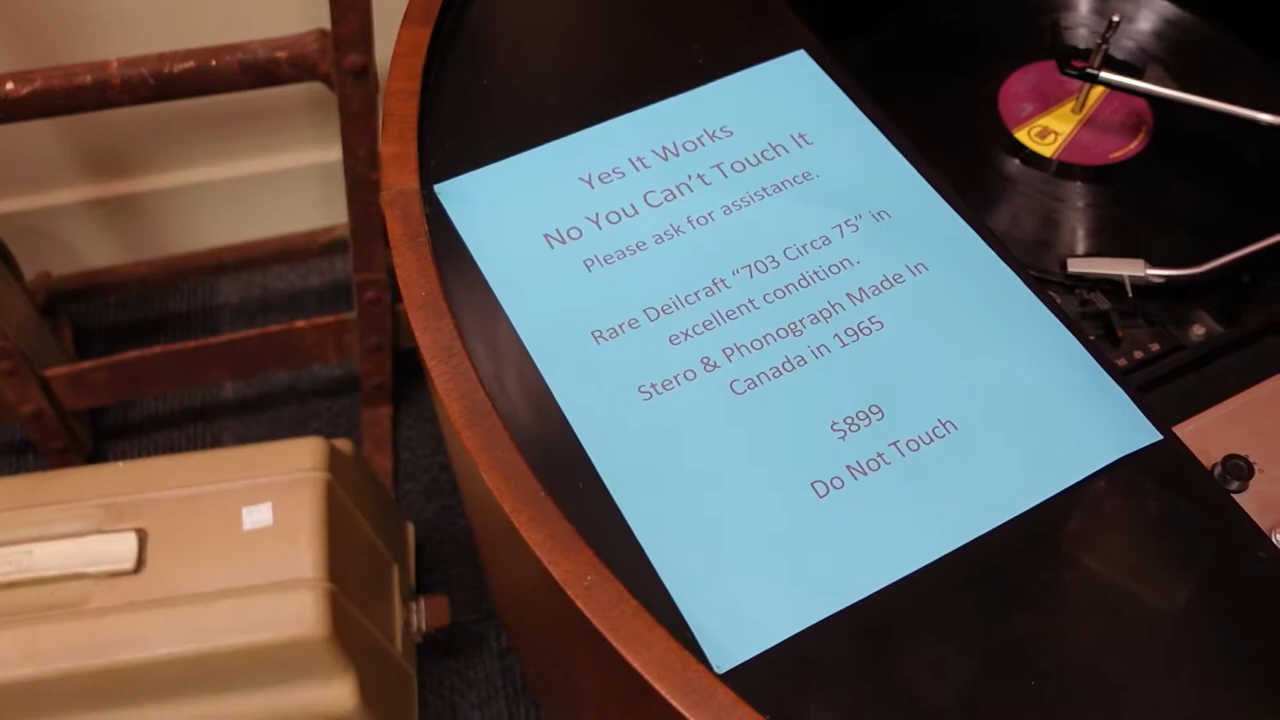 Yes It Works
No You Can't Touch It
Please ask for assistance.
Rare Deilcraft “703 Circa 75” in
excellent condition.
Stero & Phonograph Made In
Canada in 1965
$899
Do Not Touch